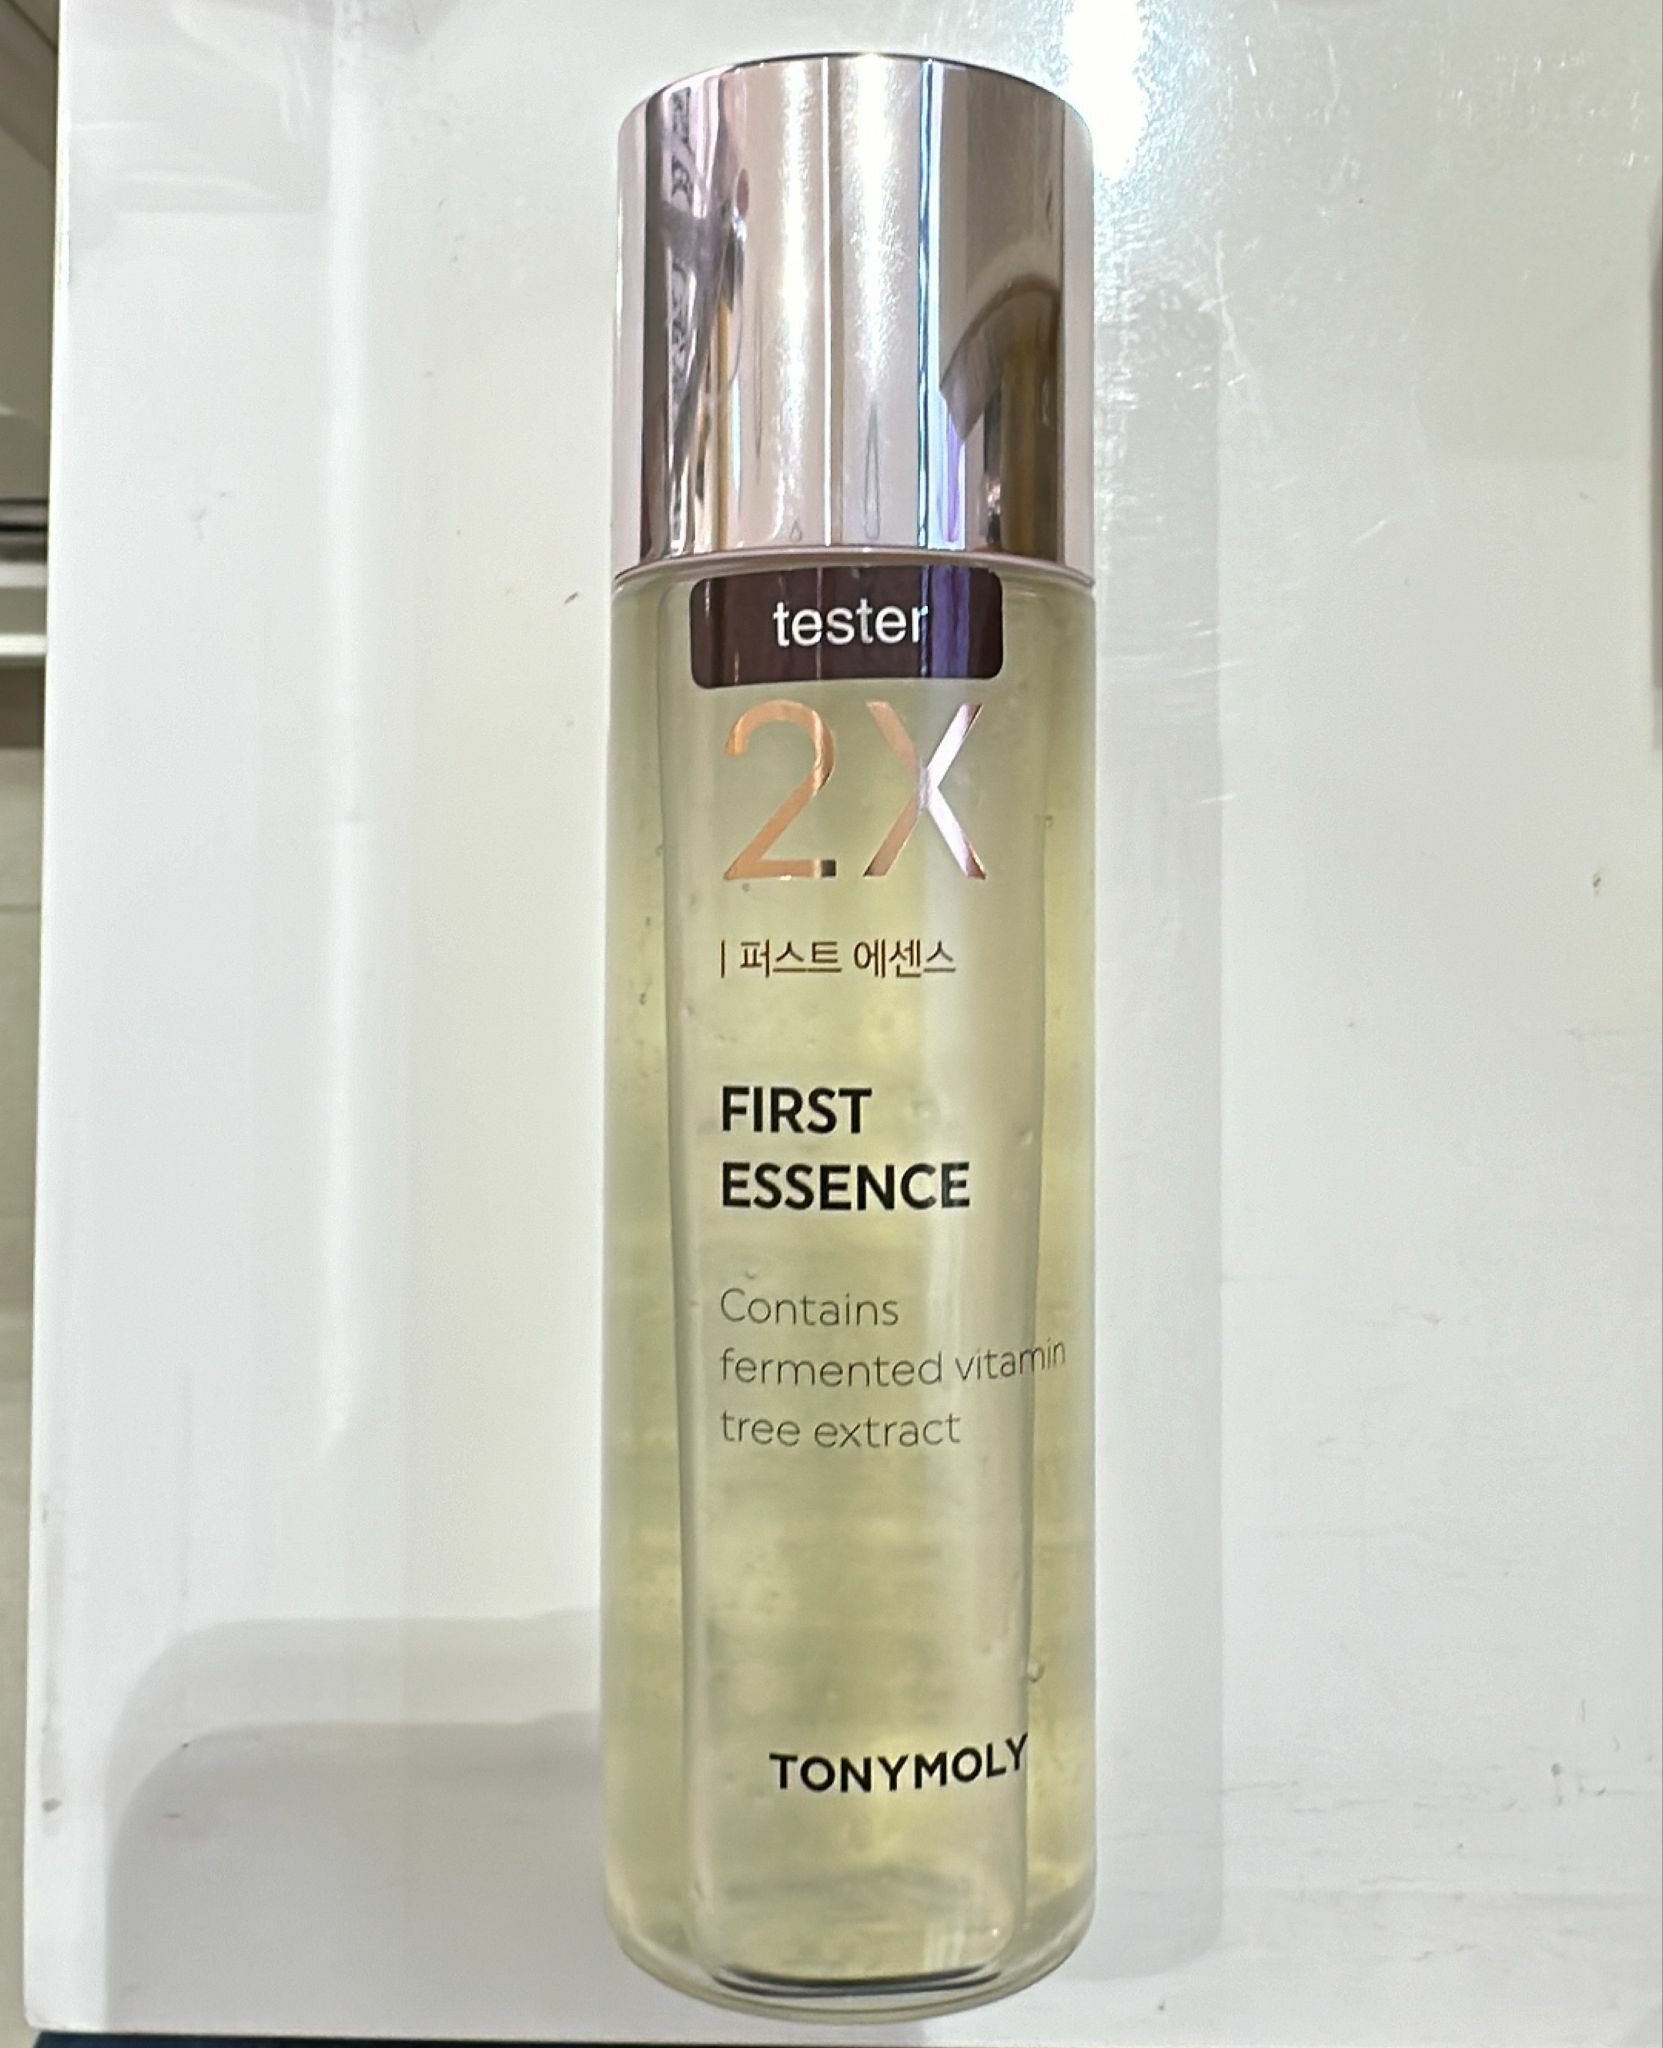 tester
2X
| 퍼스트 에센스
FIRST
ESSENCE
Contains
fermented vitamin
tree extract
TONYMOLY